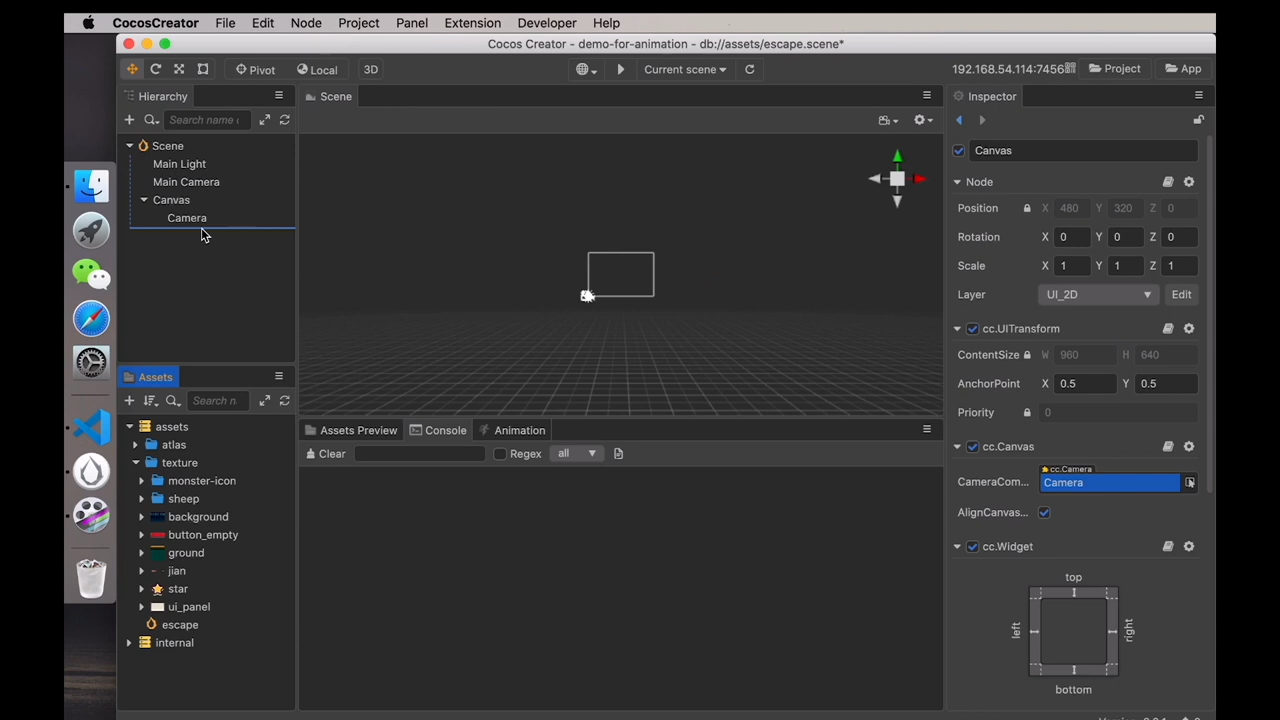 CocosCreator File Edit Node Project Panel Extension Developer Help
Cocos Creator - demo-for-animation - db://assets/escape.scene*
Pivot Local 3D Current scene 192.168.54.114:7456 Project App
Hierarchy
Scene
Inspector
Search name
Scene
Main Light
Main Camera
Canvas
Camera
Canvas
Node
Position X 480 Y 320 Z 0
Rotation X 0 Y 0 Z 0
Scale X 1 Y 1 Z 1
Layer UI_2D Edit
cc.UITransform
ContentSize W 960 H 640
AnchorPoint X 0.5 Y 0.5
Priority 0
cc.Canvas
cc.Camera
CameraCom... Camera
AlignCanvas...
cc.Widget
top
left
right
bottom
Assets
Search n
assets
atlas
texture
monster-icon
sheep
background
button_empty
ground
jian
star
ui_panel
escape
internal
Assets Preview Console Animation
Clear Regex all